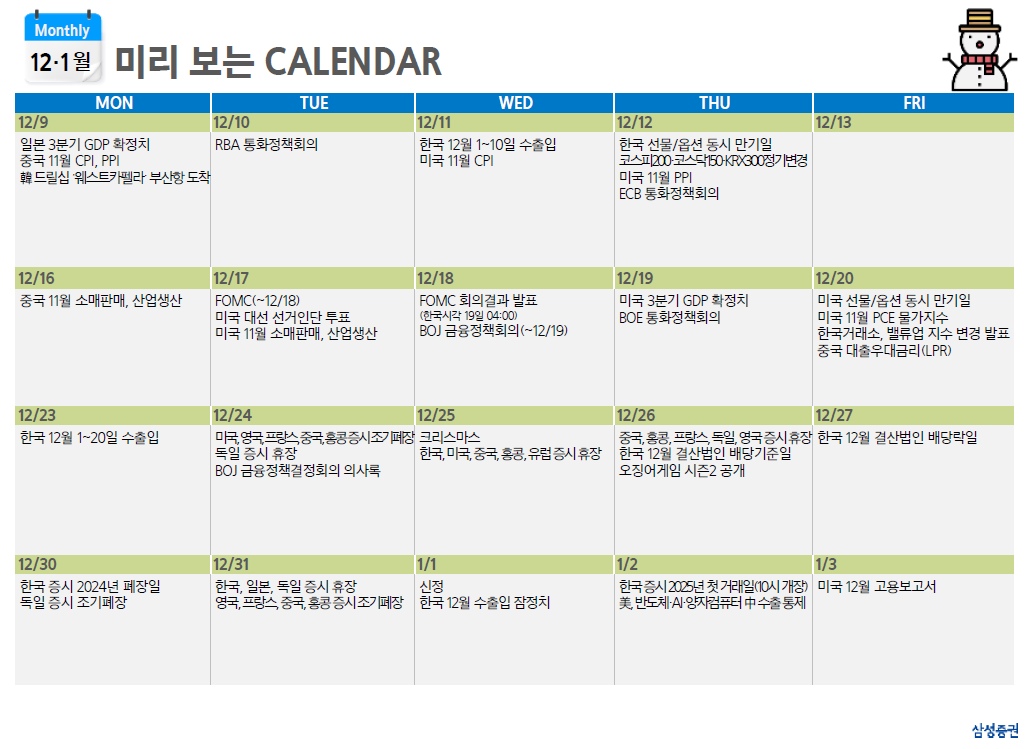 Monthly
12·1월
미리 보는 CALENDAR
MON TUE WED THU FRI
12/9 12/10 12/11 12/12 12/13
일본 3분기 GDP 확정치
중국 11월 CPI, PPI
韓 드릴십 ‘웨스트카펠라’ 부산항 도착
RBA 통화정책회의
한국 12월 1~10일 수출입
미국 11월 CPI
한국 선물/옵션 동시 만기일
코스피200·코스닥150·KRX300정기변경
미국 11월 PPI
ECB 통화정책회의
12/16 12/17 12/18 12/19 12/20
중국 11월 소매판매, 산업생산
FOMC(~12/18)
미국 대선 선거인단 투표
미국 11월 소매판매, 산업생산
FOMC 회의결과 발표
(한국시각 19일 04:00)
BOJ 금융정책회의(~12/19)
미국 3분기 GDP 확정치
BOE 통화정책회의
미국 선물/옵션 동시 만기일
미국 11월 PCE 물가지수
한국거래소, 밸류업 지수 변경 발표
중국 대출우대금리(LPR)
12/23 12/24 12/25 12/26 12/27
한국 12월 1~20일 수출입
미국, 영국, 프랑스, 중국, 홍콩 증시 조기폐장
독일 증시 휴장
BOJ 금융정책결정회의 의사록
크리스마스
한국, 미국, 중국, 홍콩, 유럽 증시 휴장
중국, 홍콩, 프랑스, 독일, 영국 증시 휴장
한국 12월 결산법인 배당기준일
오징어게임 시즌2 공개
한국 12월 결산법인 배당락일
12/30 12/31 1/1 1/2 1/3
한국 증시 2024년 폐장일
독일 증시 조기폐장
한국, 일본, 독일 증시 휴장
영국, 프랑스, 중국, 홍콩 증시 조기폐장
신정
한국 12월 수출입 잠정치
한국 증시 2025년 첫 거래일(10시 개장)
美, 반도체·AI·양자컴퓨터 中 수출 통제
미국 12월 고용보고서
삼성증권